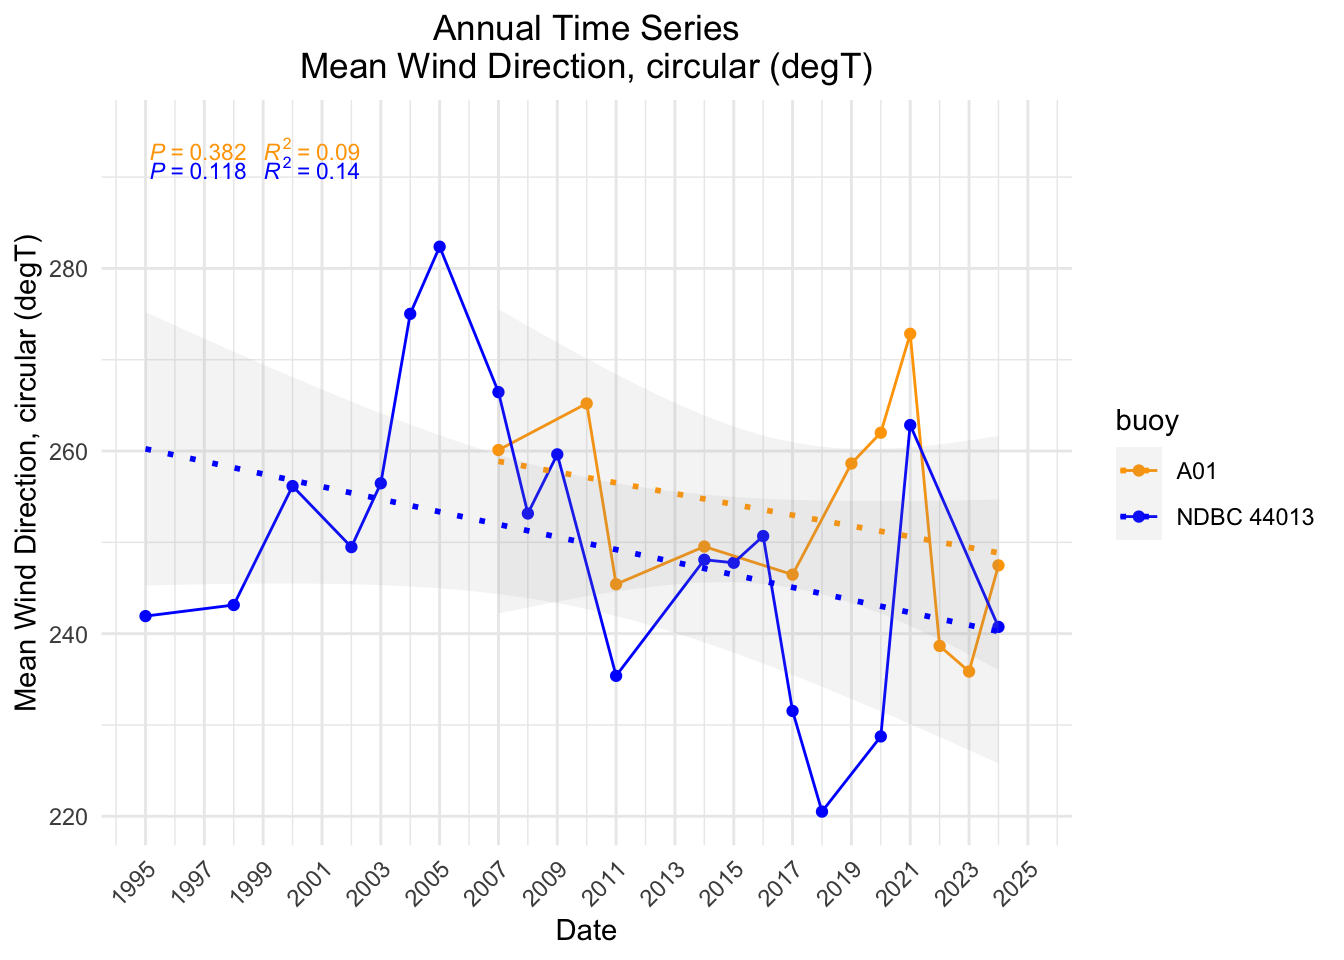 Annual Time Series
Mean Wind Direction, circular (degT)
P = 0.382 R² = 0.09
P = 0.118 R² = 0.14
Mean Wind Direction, circular (degT)
280
260
240
220
1995
1997
1999
2001
2003
2005
2007
2009
2011
2013
2015
2017
2019
2021
2023
2025
Date
buoy
A01
NDBC 44013